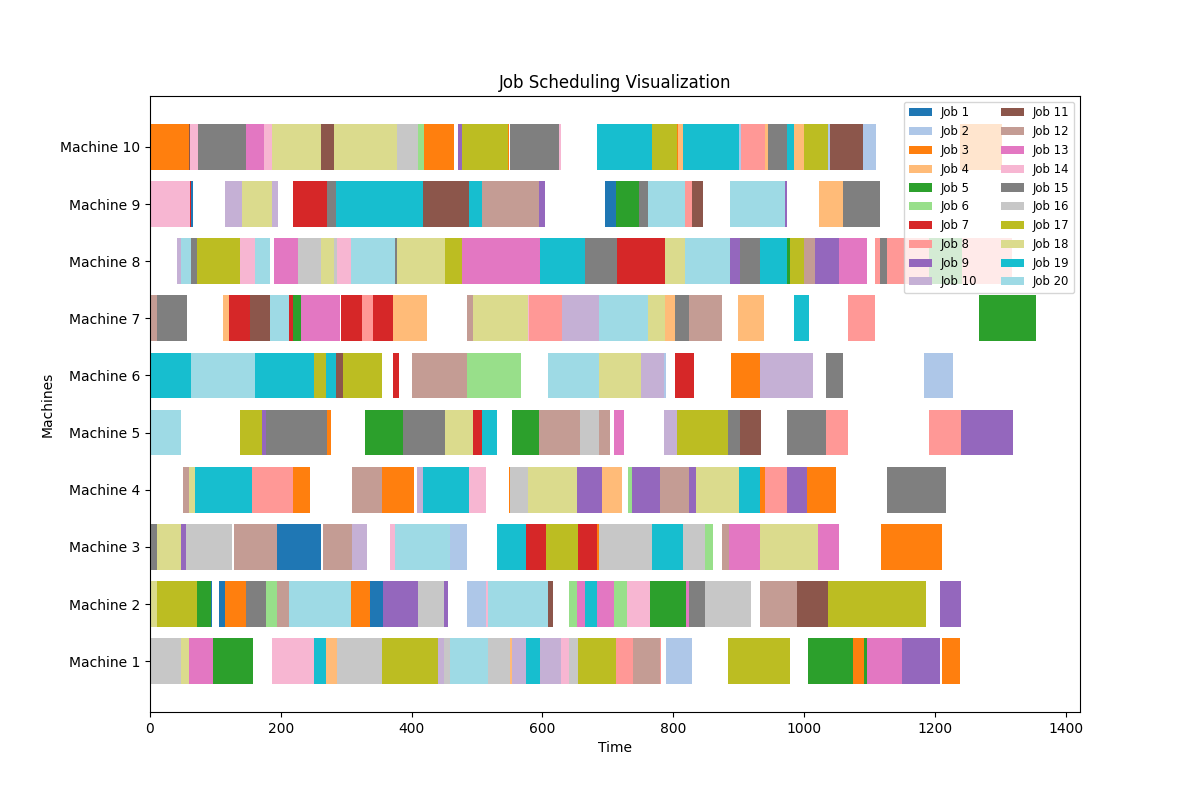 Job Scheduling Visualization
Machines
Machine 10
Machine 9
Machine 8
Machine 7
Machine 6
Machine 5
Machine 4
Machine 3
Machine 2
Machine 1
Job 1
Job 2
Job 3
Job 4
Job 5
Job 6
Job 7
Job 8
Job 9
Job 10
Job 11
Job 12
Job 13
Job 14
Job 15
Job 16
Job 17
Job 18
Job 19
Job 20
0 200 400 600 800 1000 1200 1400
Time